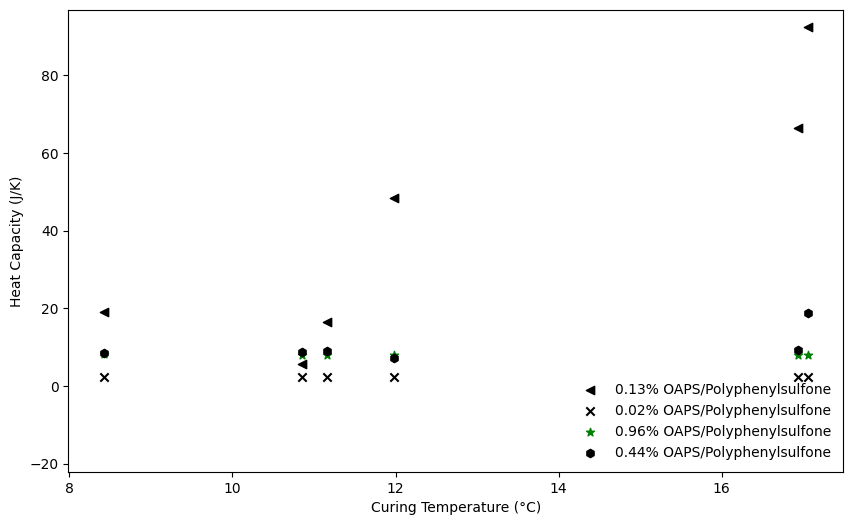 80
60
40
20
0
−20
Heat Capacity (J/K)
8
10
12
14
16
Curing Temperature (°C)
0.13% OAPS/Polyphenylsulfone
0.02% OAPS/Polyphenylsulfone
0.96% OAPS/Polyphenylsulfone
0.44% OAPS/Polyphenylsulfone